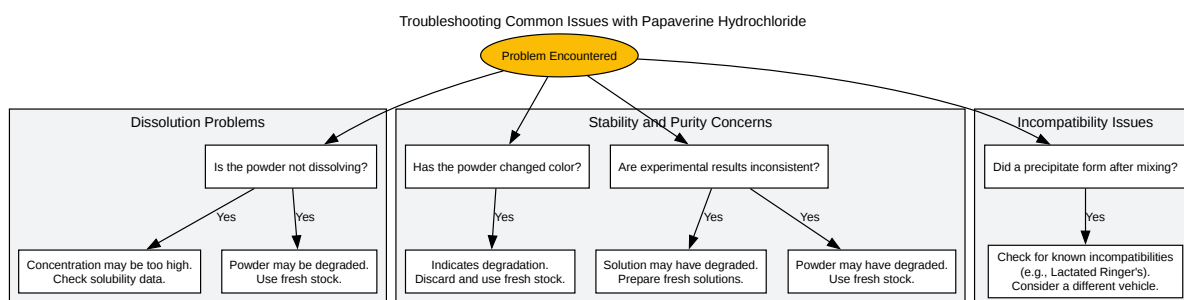 Troubleshooting Common Issues with Papaverine Hydrochloride
Problem Encountered
Dissolution Problems
Stability and Purity Concerns
Incompatibility Issues
Is the powder not dissolving?
Has the powder changed color?
Are experimental results inconsistent?
Did a precipitate form after mixing?
Yes
Yes
Yes
Yes
Yes
Yes
Concentration may be too high.
Check solubility data.
Powder may be degraded.
Use fresh stock.
Indicates degradation.
Discard and use fresh stock.
Solution may have degraded.
Prepare fresh solutions.
Powder may have degraded.
Use fresh stock.
Check for known incompatibilities
(e.g., Lactated Ringer's).
Consider a different vehicle.